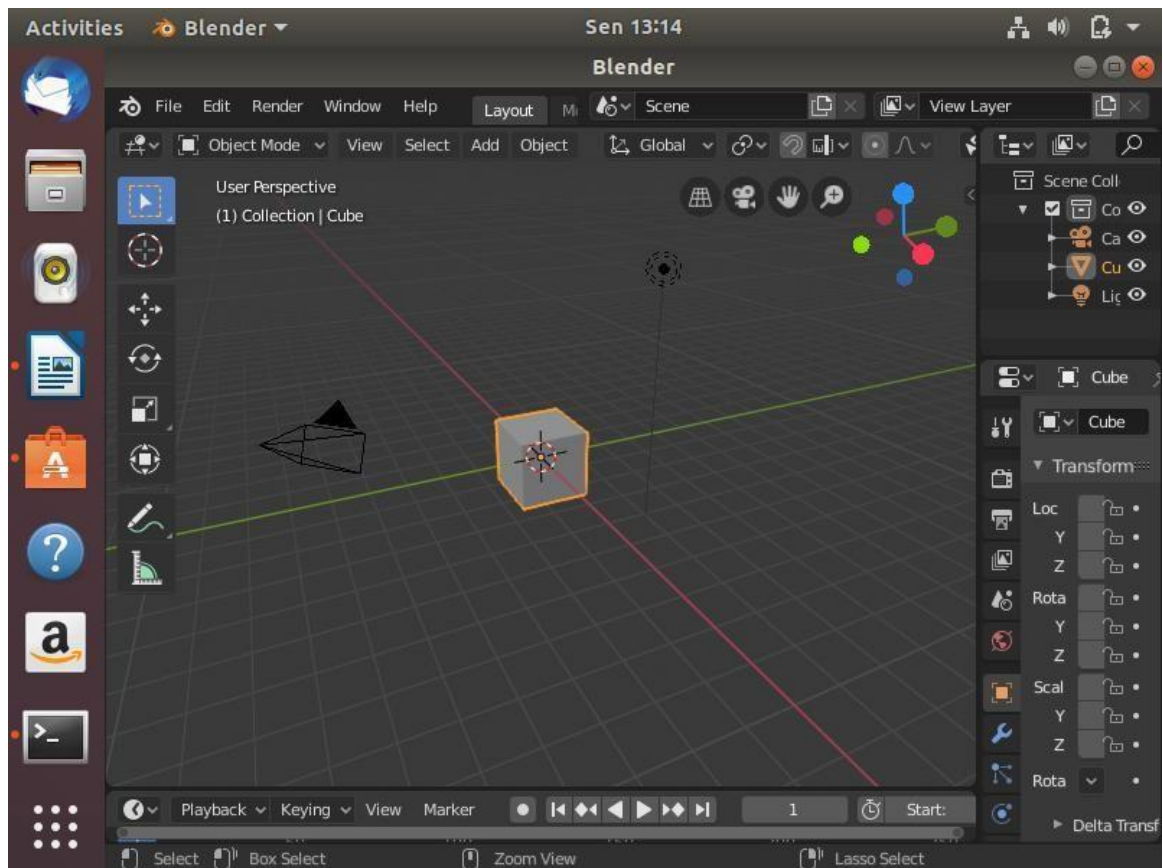 Activities Blender Sen 13:14
Blender
File Edit Render Window Help Layout Scene View Layer
Object Mode View Select Add Object Global
User Perspective
(1) Collection | Cube
Scene Coll
Co
Ca
Cu
Lig
Cube
Cube
Transform
Loc
Y
Z
Rota
Y
Z
Scal
Y
Z
Rota
Delta Transf
Playback Keying View Marker 1 Start:
Select Box Select Zoom View Lasso Select